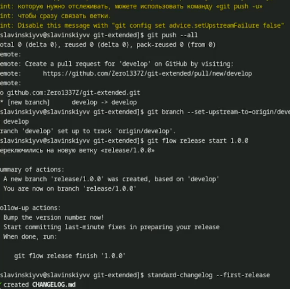 int: которую нужно отслеживать, можете использовать команду «git push -u»
int: чтобы сразу связать ветки.
int: Disable this message with "git config set advice.setUpstreamFailure false"
slavinskiyvv@slavinskiyvv git-extended]$ git push --all
otal 0 (delta 0), reused 0 (delta 0), pack-reused 0 (from 0)
emote:
emote: Create a pull request for 'develop' on GitHub by visiting:
emote:      https://github.com/Zero1337Z/git-extended/pull/new/develop
emote:
o github.com:Zero1337Z/git-extended.git
* [new branch]      develop -> develop
slavinskiyvv@slavinskiyvv git-extended]$ git branch --set-upstream-to=origin/deve
develop
ranch 'develop' set up to track 'origin/develop'.
slavinskiyvv@slavinskiyvv git-extended]$ git flow release start 1.0.0
ереключились на новую ветку «release/1.0.0»
ummary of actions:
A new branch 'release/1.0.0' was created, based on 'develop'
You are now on branch 'release/1.0.0'
ollow-up actions:
Bump the version number now!
Start committing last-minute fixes in preparing your release
When done, run:
git flow release finish '1.0.0'
slavinskiyvv@slavinskiyvv git-extended]$ standard-changelog --first-release
created CHANGELOG.md